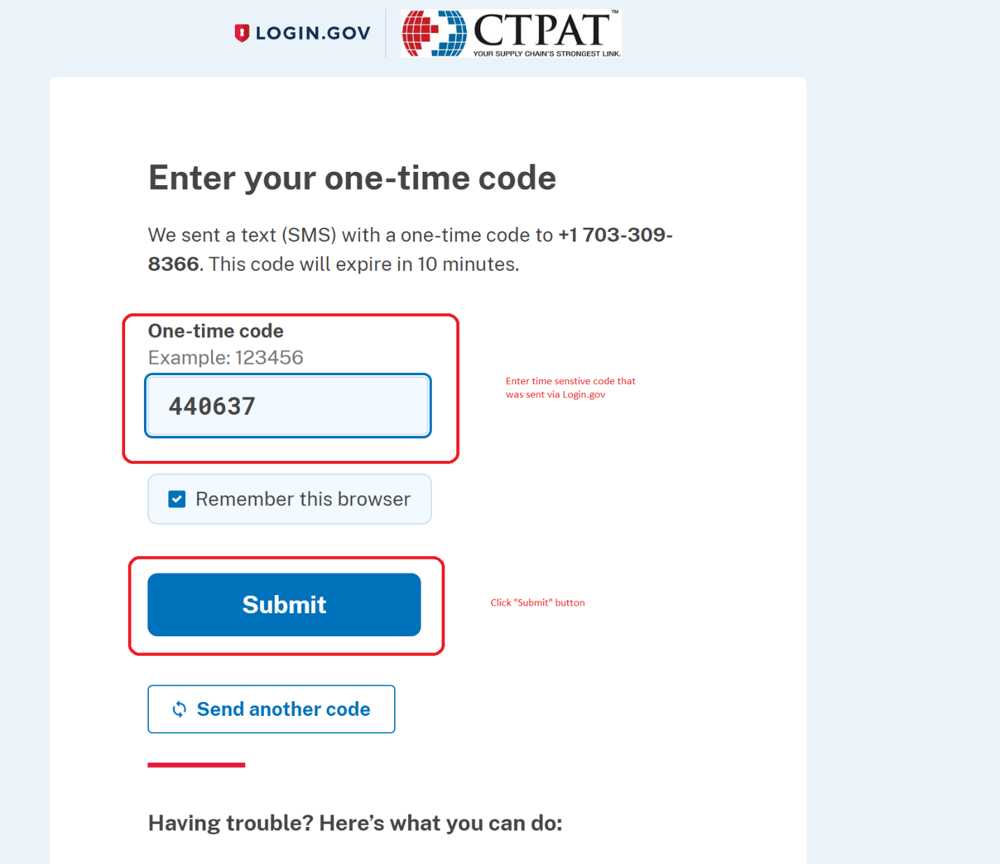 LOGIN.GOV
CTPAT™
YOUR SUPPLY CHAIN'S STRONGEST LINK.
Enter your one-time code
We sent a text (SMS) with a one-time code to +1 703-309-
8366. This code will expire in 10 minutes.
One-time code
Example: 123456
440637
Enter time senstive code that
was sent via Login.gov
Remember this browser
Submit
Click "Submit" button
Send another code
Having trouble? Here’s what you can do: